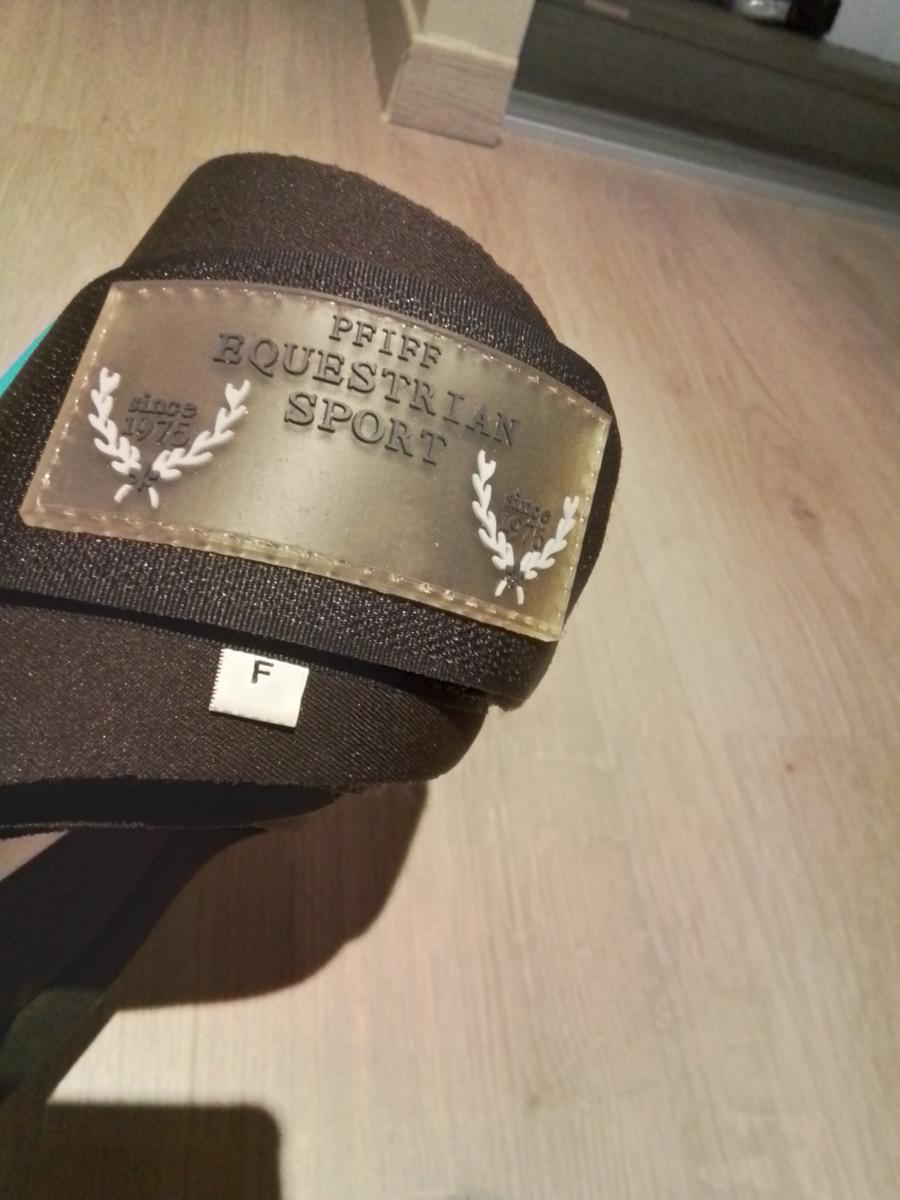 PFIFF
EQUESTRIAN
SPORT
since
1975
since
1975
F